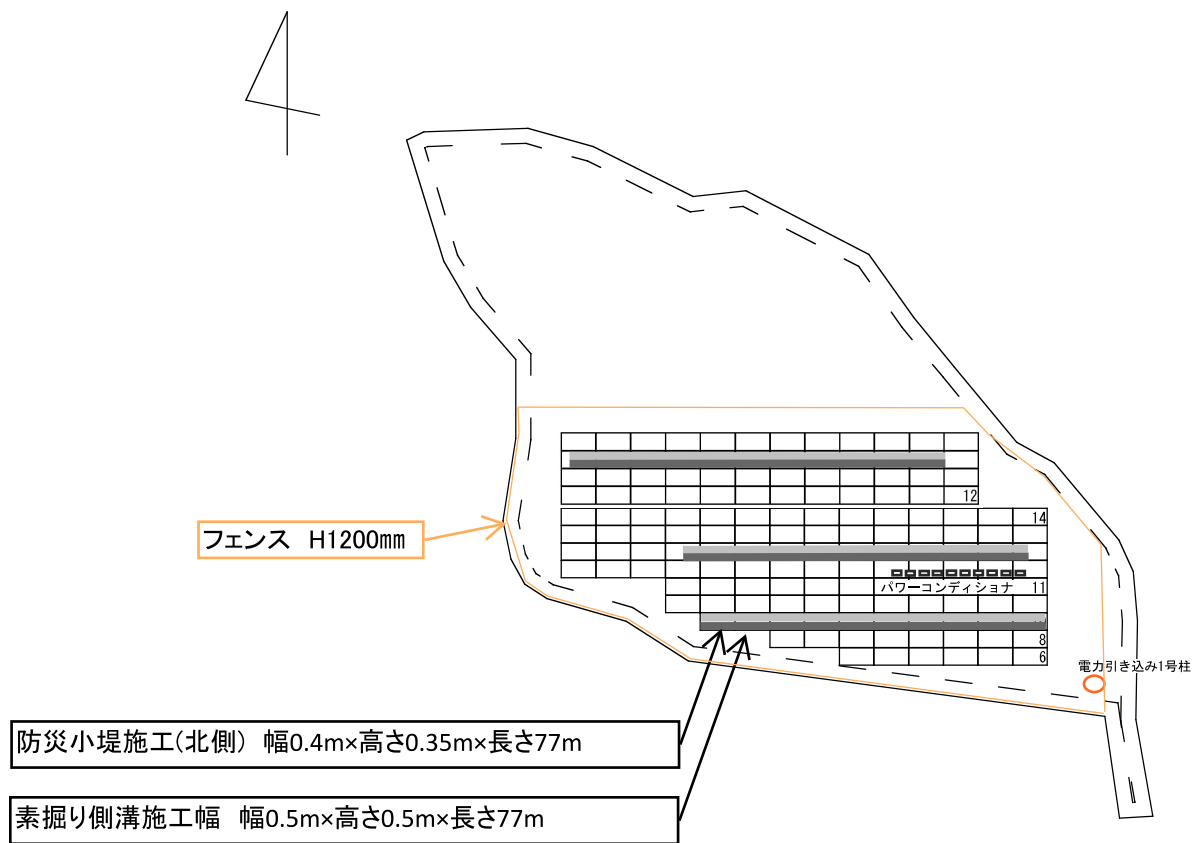 12
14
フェンス H1200mm
パワーコンディショナ 11
8
6
電力引き込み1号柱
防災小堤施工(北側) 幅0.4m×高さ0.35m×長さ77m
素掘り側溝施工幅 幅0.5m×高さ0.5m×長さ77m